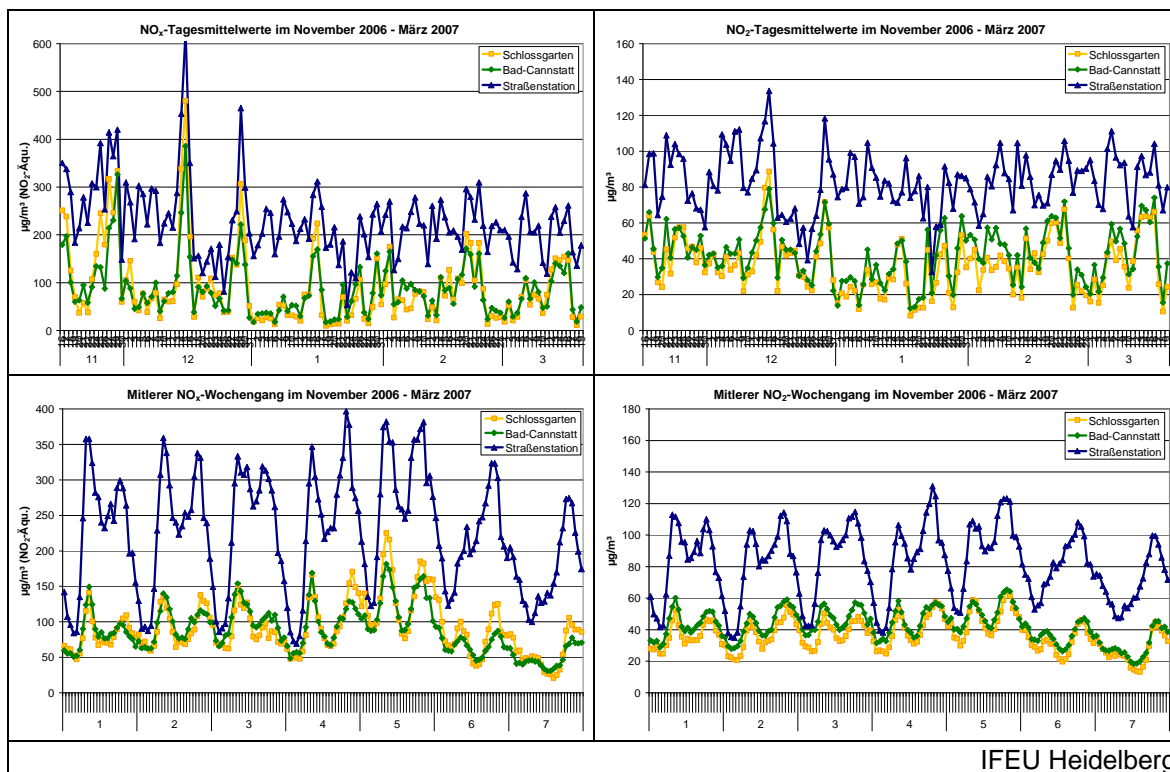 NOx-Tagesmittelwerte im November 2006 - März 2007
600
500
400
300
200
100
0
µg/m³ (NO2-Äqu.)
Schlossgarten
Bad-Cannstatt
Straßenstation
11
12
1
2
3
NO2-Tagesmittelwerte im November 2006 - März 2007
160
140
120
100
80
60
40
20
0
µg/m³
Schlossgarten
Bad-Cannstatt
Straßenstation
11
12
1
2
3
Mitlerer NOx-Wochengang im November 2006 - März 2007
400
350
300
250
200
150
100
50
0
µg/m³ (NO2-Äqu.)
Schlossgarten
Bad-Cannstatt
Straßenstation
1
2
3
4
5
6
7
Mitlerer NO2-Wochengang im November 2006 - März 2007
180
160
140
120
100
80
60
40
20
0
µg/m³
Schlossgarten
Bad-Cannstatt
Straßenstation
1
2
3
4
5
6
7
IFEU Heidelberg